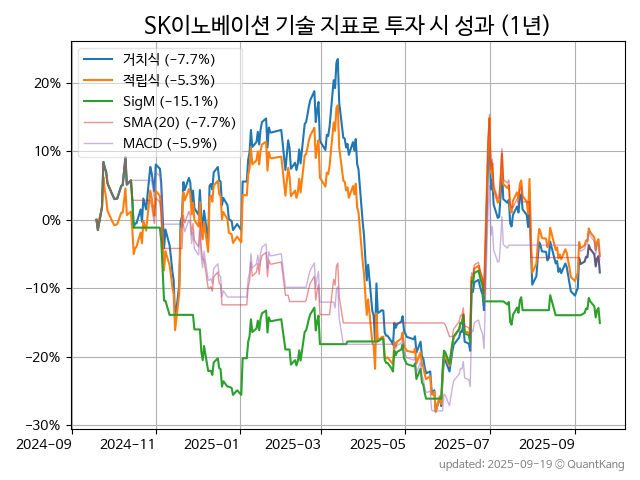 SK이노베이션 기술 지표로 투자 시 성과 (1년)
거치식 (−7.7%)
적립식 (−5.3%)
SigM (−15.1%)
SMA(20) (−7.7%)
MACD (−5.9%)
20%
10%
0%
−10%
−20%
−30%
2024-09 2024-11 2025-01 2025-03 2025-05 2025-07 2025-09
updated: 2025-09-19 © QuantKang